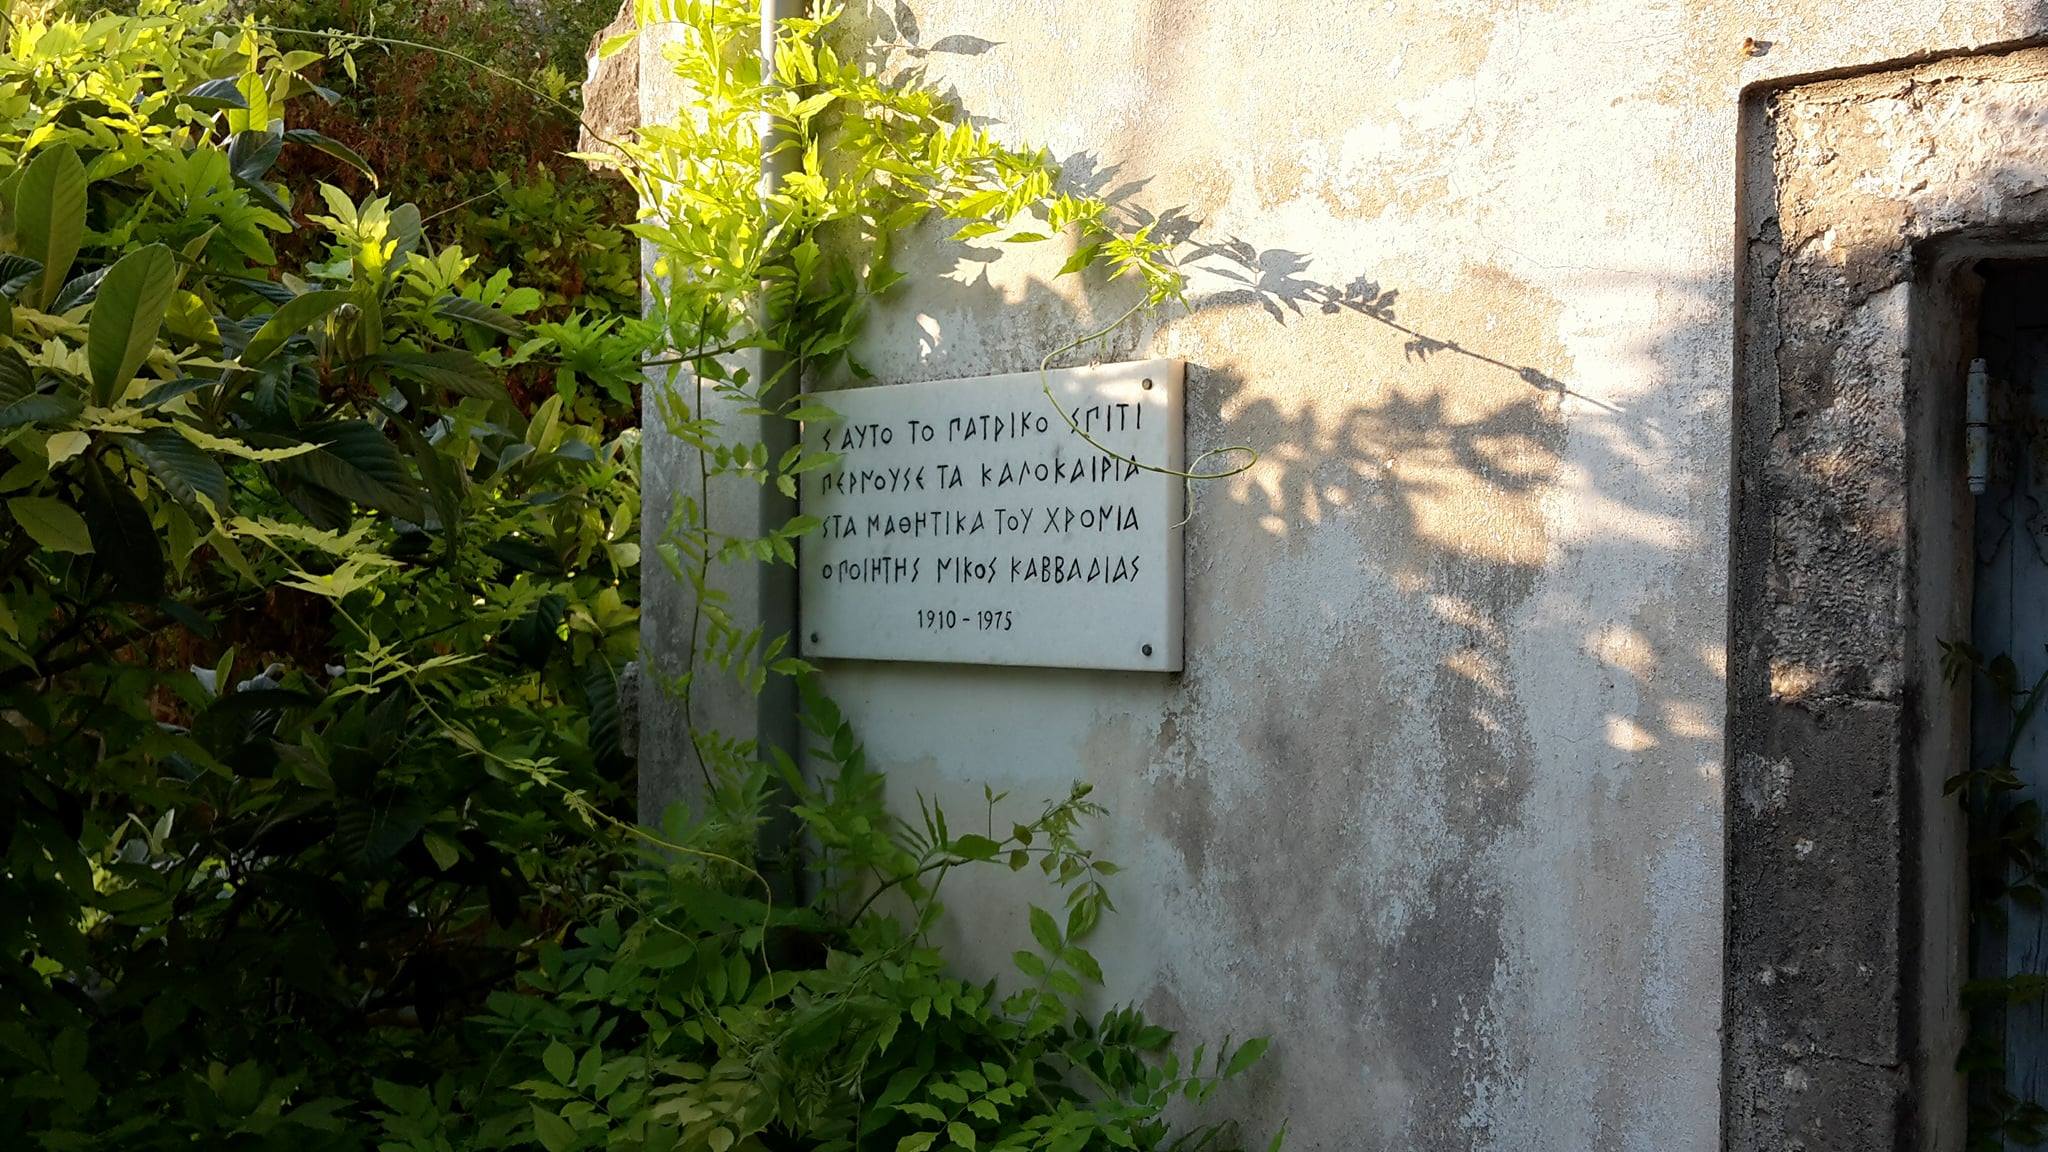 Σ ΑΥΤΟ ΤΟ ΠΑΤΡΙΚΟ ΣΠΙΤΙ
ΠΕΡΝΟΥΣΕ ΤΑ ΚΑΛΟΚΑΙΡΙΑ
ΣΤΑ ΜΑΘΗΤΙΚΑ ΤΟΥ ΧΡΟΝΙΑ
Ο ΠΟΙΗΤΗΣ ΝΙΚΟΣ ΚΑΒΒΑΔΙΑΣ
1910 - 1975